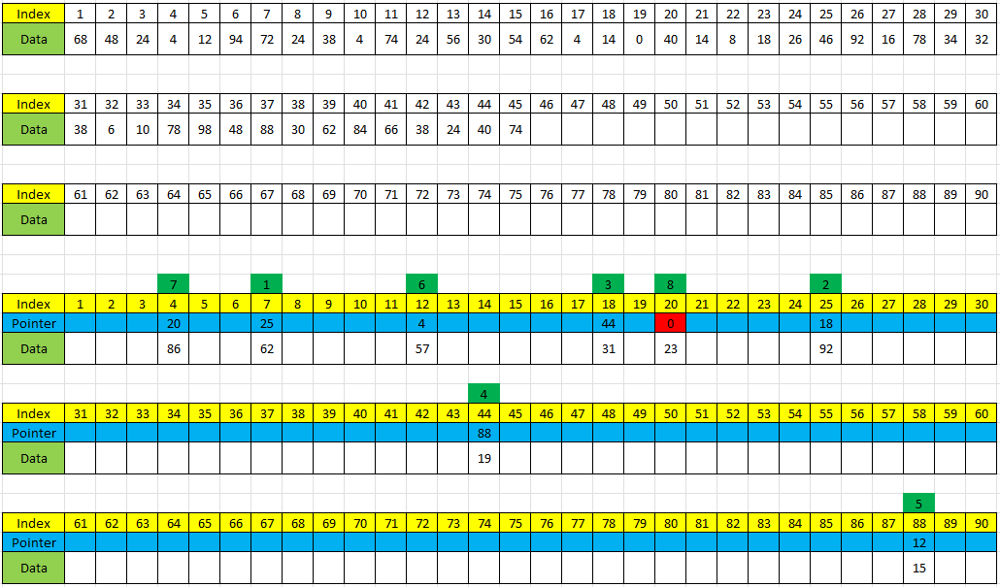 Index 1 2 3 4 5 6 7 8 9 10 11 12 13 14 15 16 17 18 19 20 21 22 23 24 25 26 27 28 29 30
Data 68 48 24 4 12 94 72 24 38 4 74 24 56 30 54 62 4 14 0 40 14 8 18 26 46 92 16 78 34 32
Index 31 32 33 34 35 36 37 38 39 40 41 42 43 44 45 46 47 48 49 50 51 52 53 54 55 56 57 58 59 60
Data 38 6 10 78 98 48 88 30 62 84 66 38 24 40 74
Index 61 62 63 64 65 66 67 68 69 70 71 72 73 74 75 76 77 78 79 80 81 82 83 84 85 86 87 88 89 90
Data
7 1 6 3 8 2
Index 1 2 3 4 5 6 7 8 9 10 11 12 13 14 15 16 17 18 19 20 21 22 23 24 25 26 27 28 29 30
Pointer 20 25 4 44 0 18
Data 86 62 57 31 23 92
4
Index 31 32 33 34 35 36 37 38 39 40 41 42 43 44 45 46 47 48 49 50 51 52 53 54 55 56 57 58 59 60
Pointer 88
Data 19
5
Index 61 62 63 64 65 66 67 68 69 70 71 72 73 74 75 76 77 78 79 80 81 82 83 84 85 86 87 88 89 90
Pointer 12
Data 15